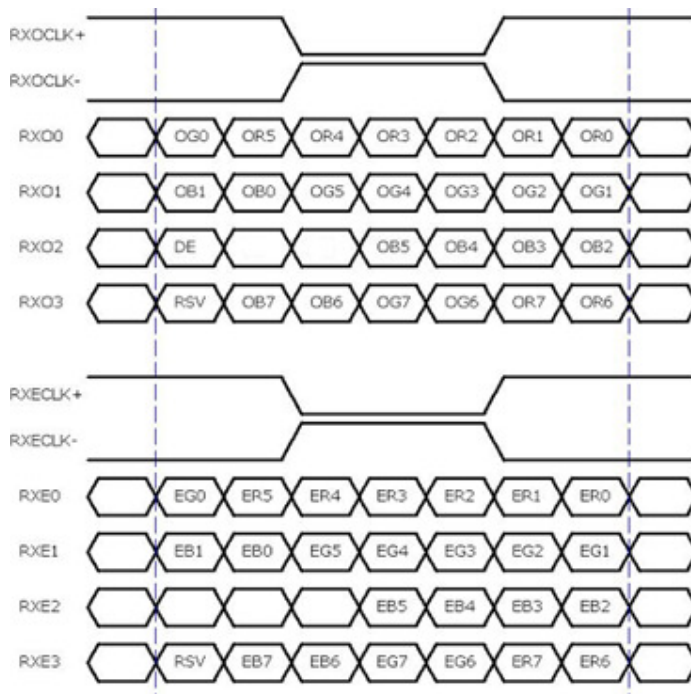 RXOCLK+
RXOCLK-
RXO0 OG0 OR5 OR4 OR3 OR2 OR1 OR0
RXO1 OB1 OB0 OG5 OG4 OG3 OG2 OG1
RXO2 DE OB5 OB4 OB3 OB2
RXO3 RSV OB7 OB6 OG7 OG6 OR7 OR6
RXECLK+
RXECLK-
RXE0 EG0 ER5 ER4 ER3 ER2 ER1 ER0
RXE1 EB1 EB0 EG5 EG4 EG3 EG2 EG1
RXE2 EB5 EB4 EB3 EB2
RXE3 RSV EB7 EB6 EG7 EG6 ER7 ER6